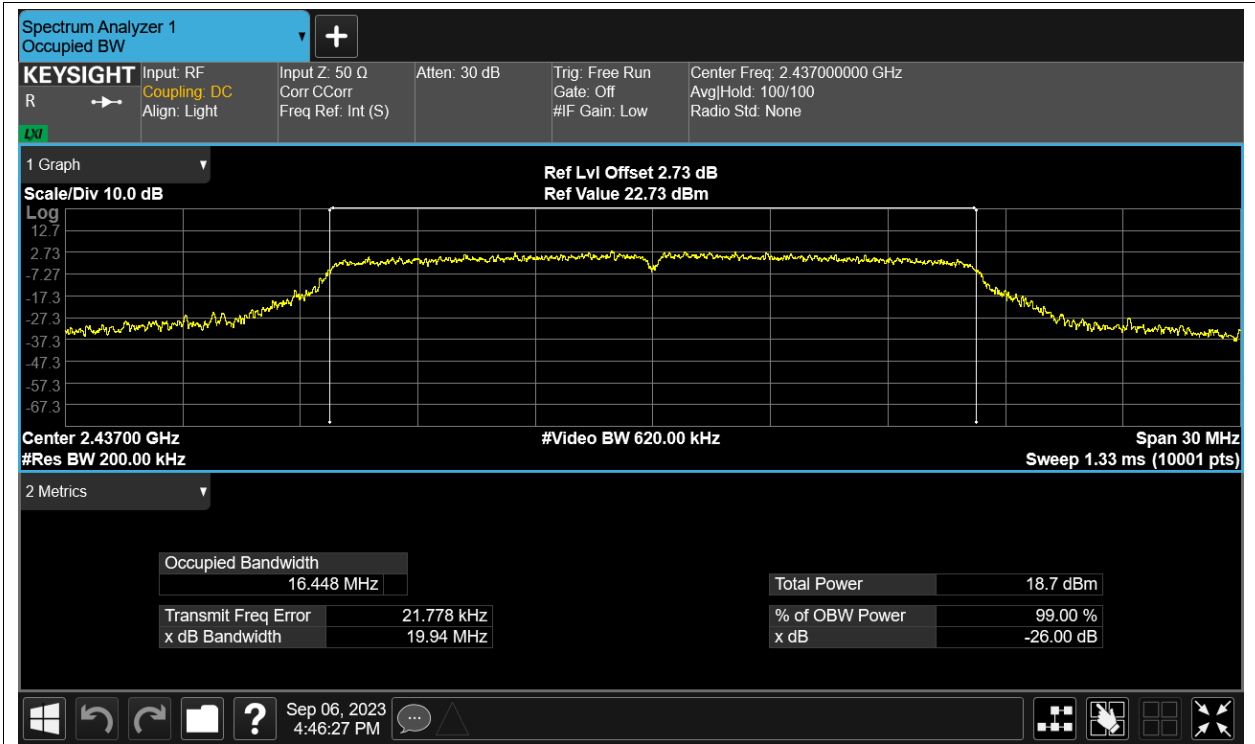 Spectrum Analyzer 1
Occupied BW
KEYSIGHT
R
LXI
Input: RF
Coupling: DC
Align: Light
Input Z: 50 Ω
Corr CCorr
Freq Ref: Int (S)
Atten: 30 dB
Trig: Free Run
Gate: Off
#IF Gain: Low
Center Freq: 2.437000000 GHz
Avg|Hold: 100/100
Radio Std: None
1 Graph
Scale/Div 10.0 dB
Ref Lvl Offset 2.73 dB
Ref Value 22.73 dBm
Log
12.7
2.73
-7.27
-17.3
-27.3
-37.3
-47.3
-57.3
-67.3
Center 2.43700 GHz
#Video BW 620.00 kHz
Span 30 MHz
#Res BW 200.00 kHz
Sweep 1.33 ms (10001 pts)
2 Metrics
Occupied Bandwidth
16.448 MHz
Transmit Freq Error 21.778 kHz
x dB Bandwidth 19.94 MHz
Total Power 18.7 dBm
% of OBW Power 99.00 %
x dB -26.00 dB
?
Sep 06, 2023
4:46:27 PM